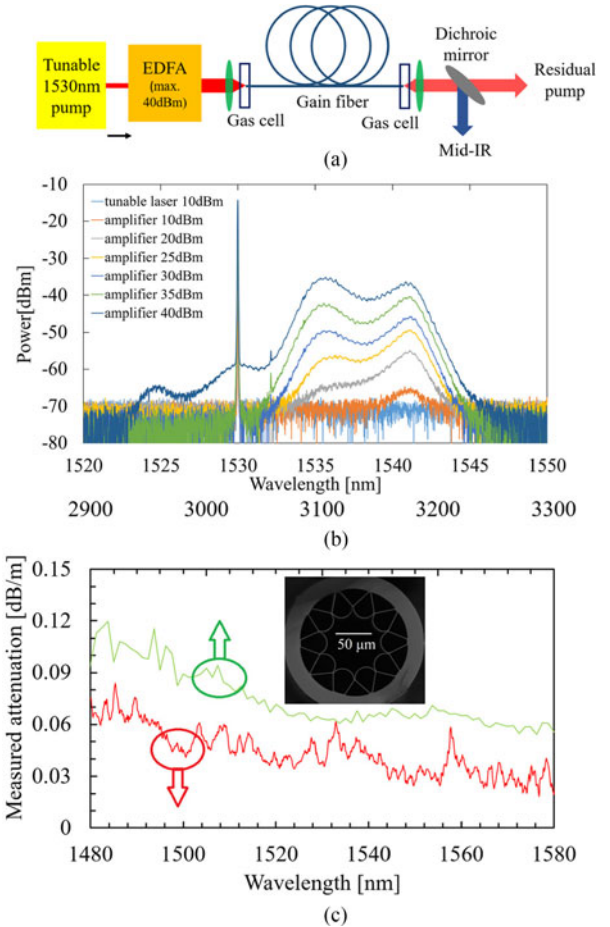 Tunable
1530nm
pump
EDFA
(max.
40dBm)
Gas cell
Gain fiber
Gas cell
Dichroic
mirror
Residual
pump
Mid-IR
(a)
-10
-20
-30
-40
-50
-60
-70
-80
Power[dBm]
tunable laser 10dBm
amplifier 10dBm
amplifier 20dBm
amplifier 25dBm
amplifier 30dBm
amplifier 35dBm
amplifier 40dBm
1520 1525 1530 1535 1540 1545 1550
Wavelength [nm]
2900 3000 3100 3200 3300
(b)
0.15
0.12
0.09
0.06
0.03
0
Measured attenuation [dB/m]
50 μm
1480 1500 1520 1540 1560 1580
Wavelength [nm]
(c)